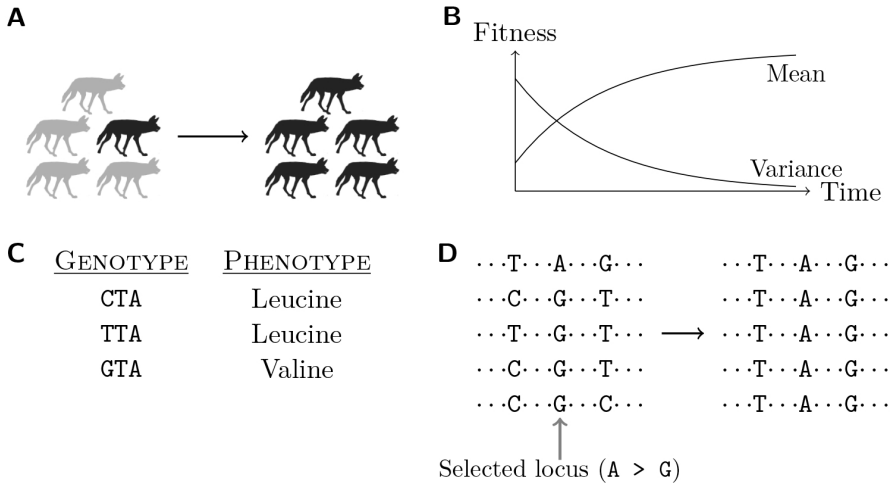 A
B
Fitness
Mean
Variance
Time
C
GENOTYPE PHENOTYPE
CTA Leucine
TTA Leucine
GTA Valine
D
···T···A···G··· ···T···A···G···
···C···G···T··· ···T···A···G···
···T···G···T··· ···T···A···G···
···C···G···T··· ···T···A···G···
···C···G···C··· ···T···A···G···
Selected locus (A > G)